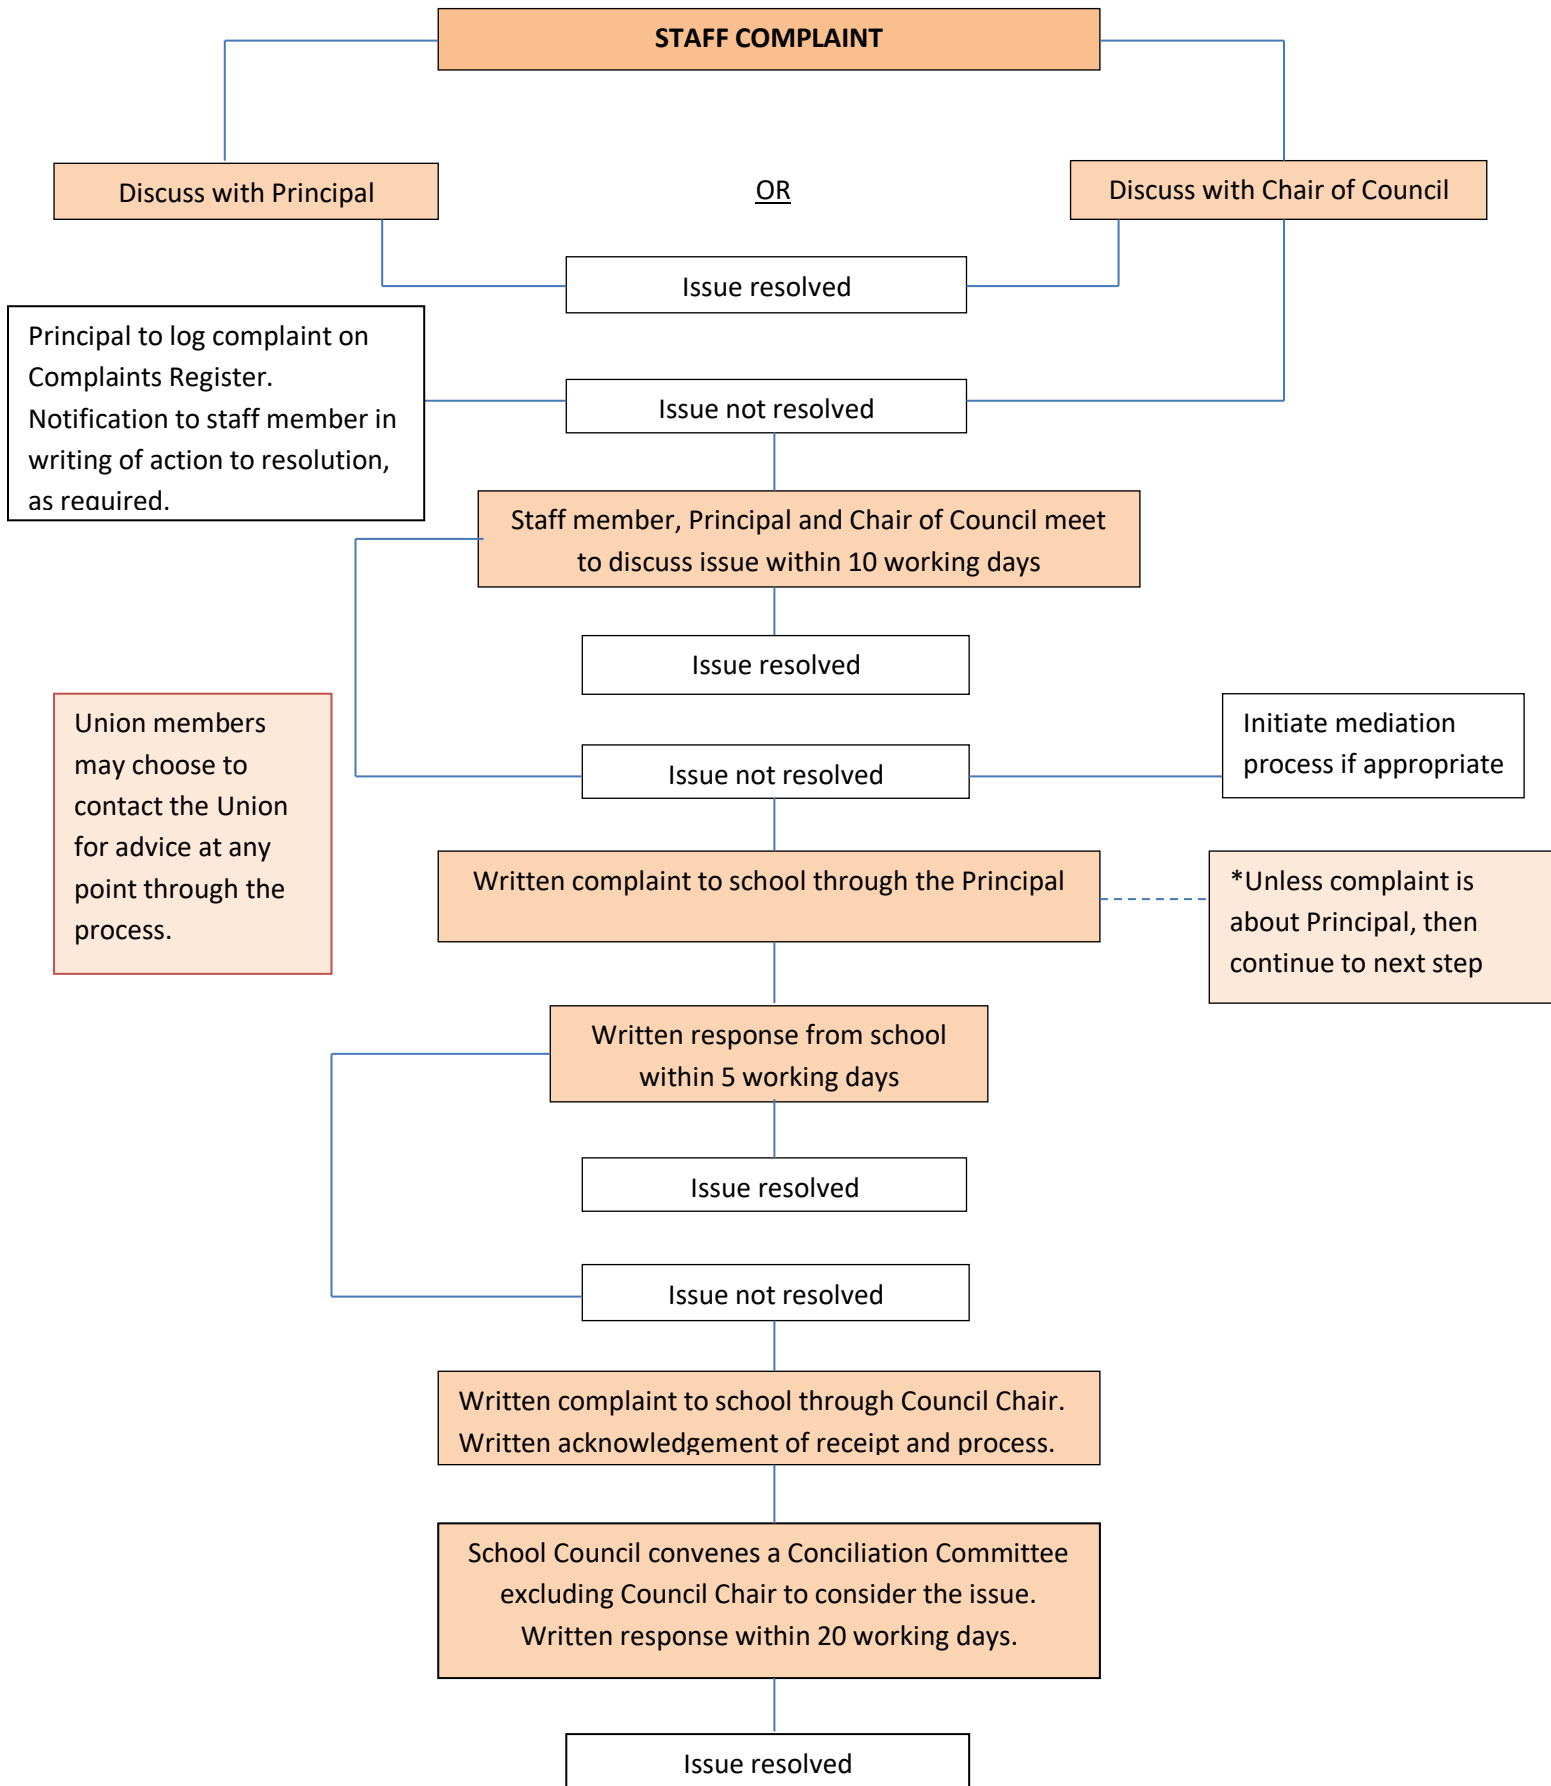 STAFF COMPLAINT
Discuss with Principal
OR
Discuss with Chair of Council
Issue resolved
Principal to log complaint on
Complaints Register.
Notification to staff member in
writing of action to resolution,
as required.
Issue not resolved
Staff member, Principal and Chair of Council meet
to discuss issue within 10 working days
Issue resolved
Union members
may choose to
contact the Union
for advice at any
point through the
process.
Issue not resolved
Initiate mediation
process if appropriate
Written complaint to school through the Principal
*Unless complaint is
about Principal, then
continue to next step
Written response from school
within 5 working days
Issue resolved
Issue not resolved
Written complaint to school through Council Chair.
Written acknowledgement of receipt and process.
School Council convenes a Conciliation Committee
excluding Council Chair to consider the issue.
Written response within 20 working days.
Issue resolved